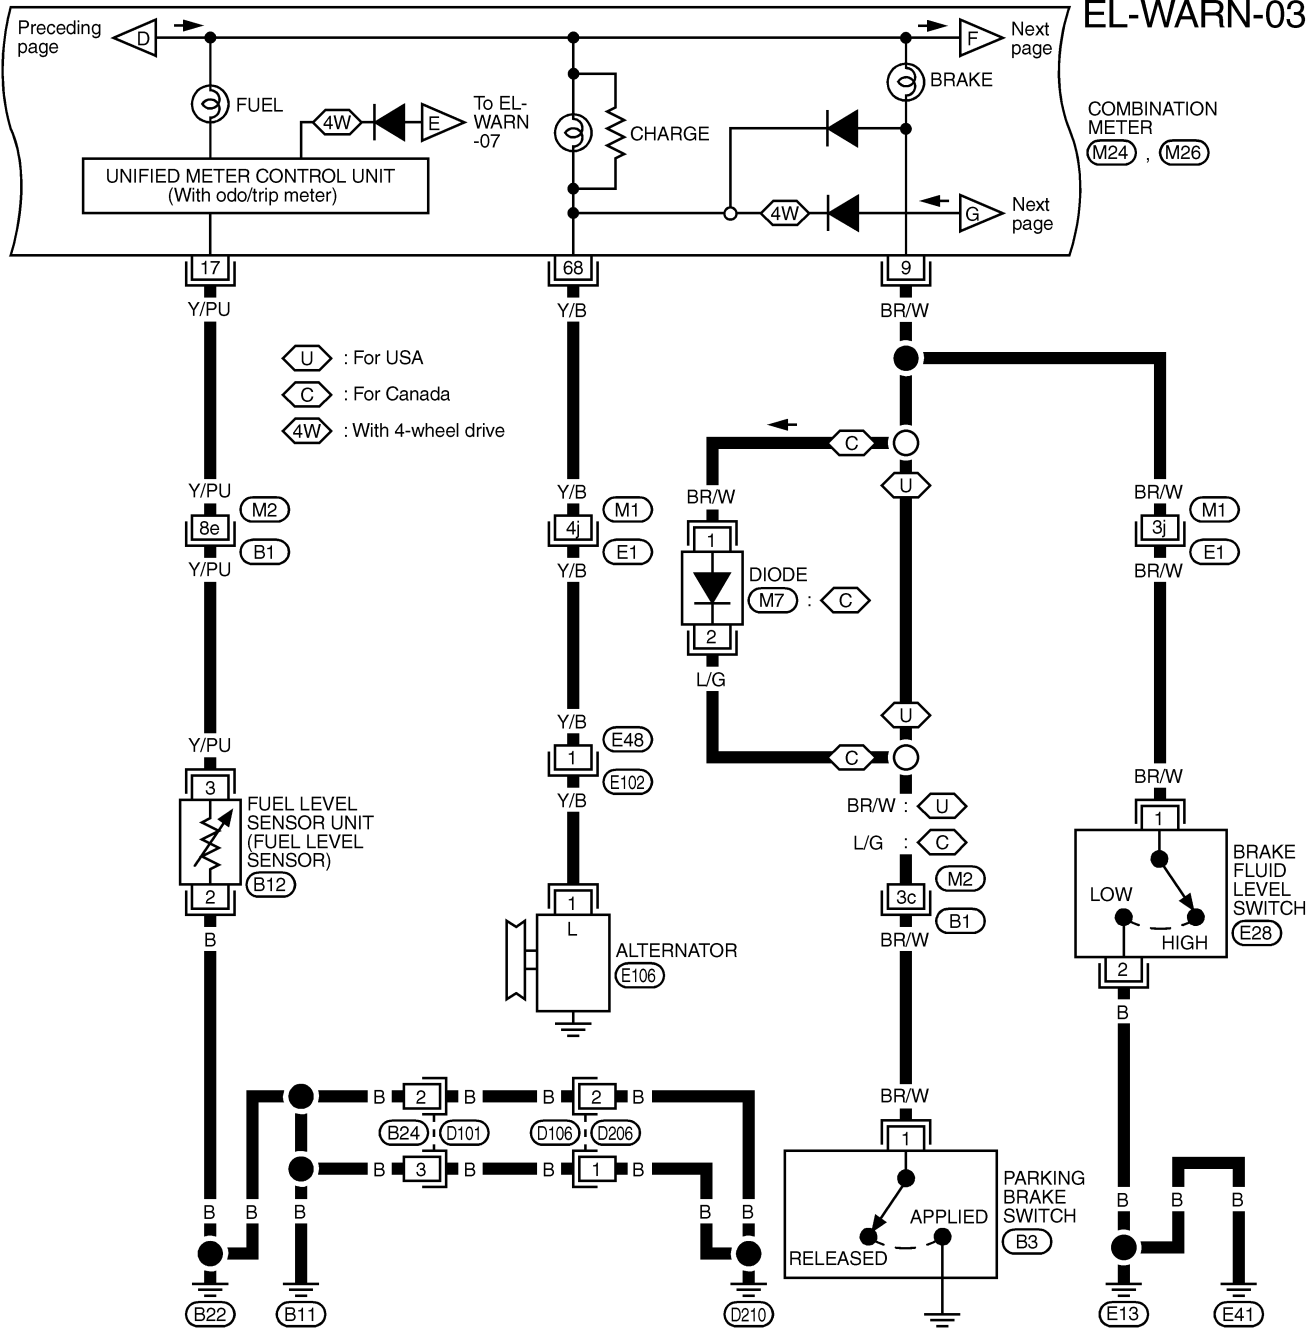 EL-WARN-03
Preceding
page
D
F
Next
page
FUEL
4W
E
To EL-
WARN
-07
CHARGE
BRAKE
COMBINATION
METER
M24 , M26
UNIFIED METER CONTROL UNIT
(With odo/trip meter)
4W
G
Next
page
17
68
9
Y/PU
Y/B
BR/W
U : For USA
C : For Canada
4W : With 4-wheel drive
C
U
Y/PU
M2
8e
B1
Y/PU
Y/B
M1
4j
E1
Y/B
BR/W
1
DIODE
M7 : C
2
L/G
BR/W
M1
3j
E1
BR/W
Y/PU
Y/B
E48
1
E102
Y/B
U
C
BR/W : U
L/G : C
BR/W
3
FUEL LEVEL
SENSOR UNIT
(FUEL LEVEL
SENSOR)
B12
2
B
1
L
ALTERNATOR
E106
M2
3c
B1
BR/W
1
LOW
HIGH
BRAKE
FLUID
LEVEL
SWITCH
E28
2
B
B 2 B
B 2 B
B24 D101
D106 D206
B 3 B
B 1 B
BR/W
1
RELEASED
APPLIED
PARKING
BRAKE
SWITCH
B3
B B B
B B
B B B
B22
B11
D210
E13
E41